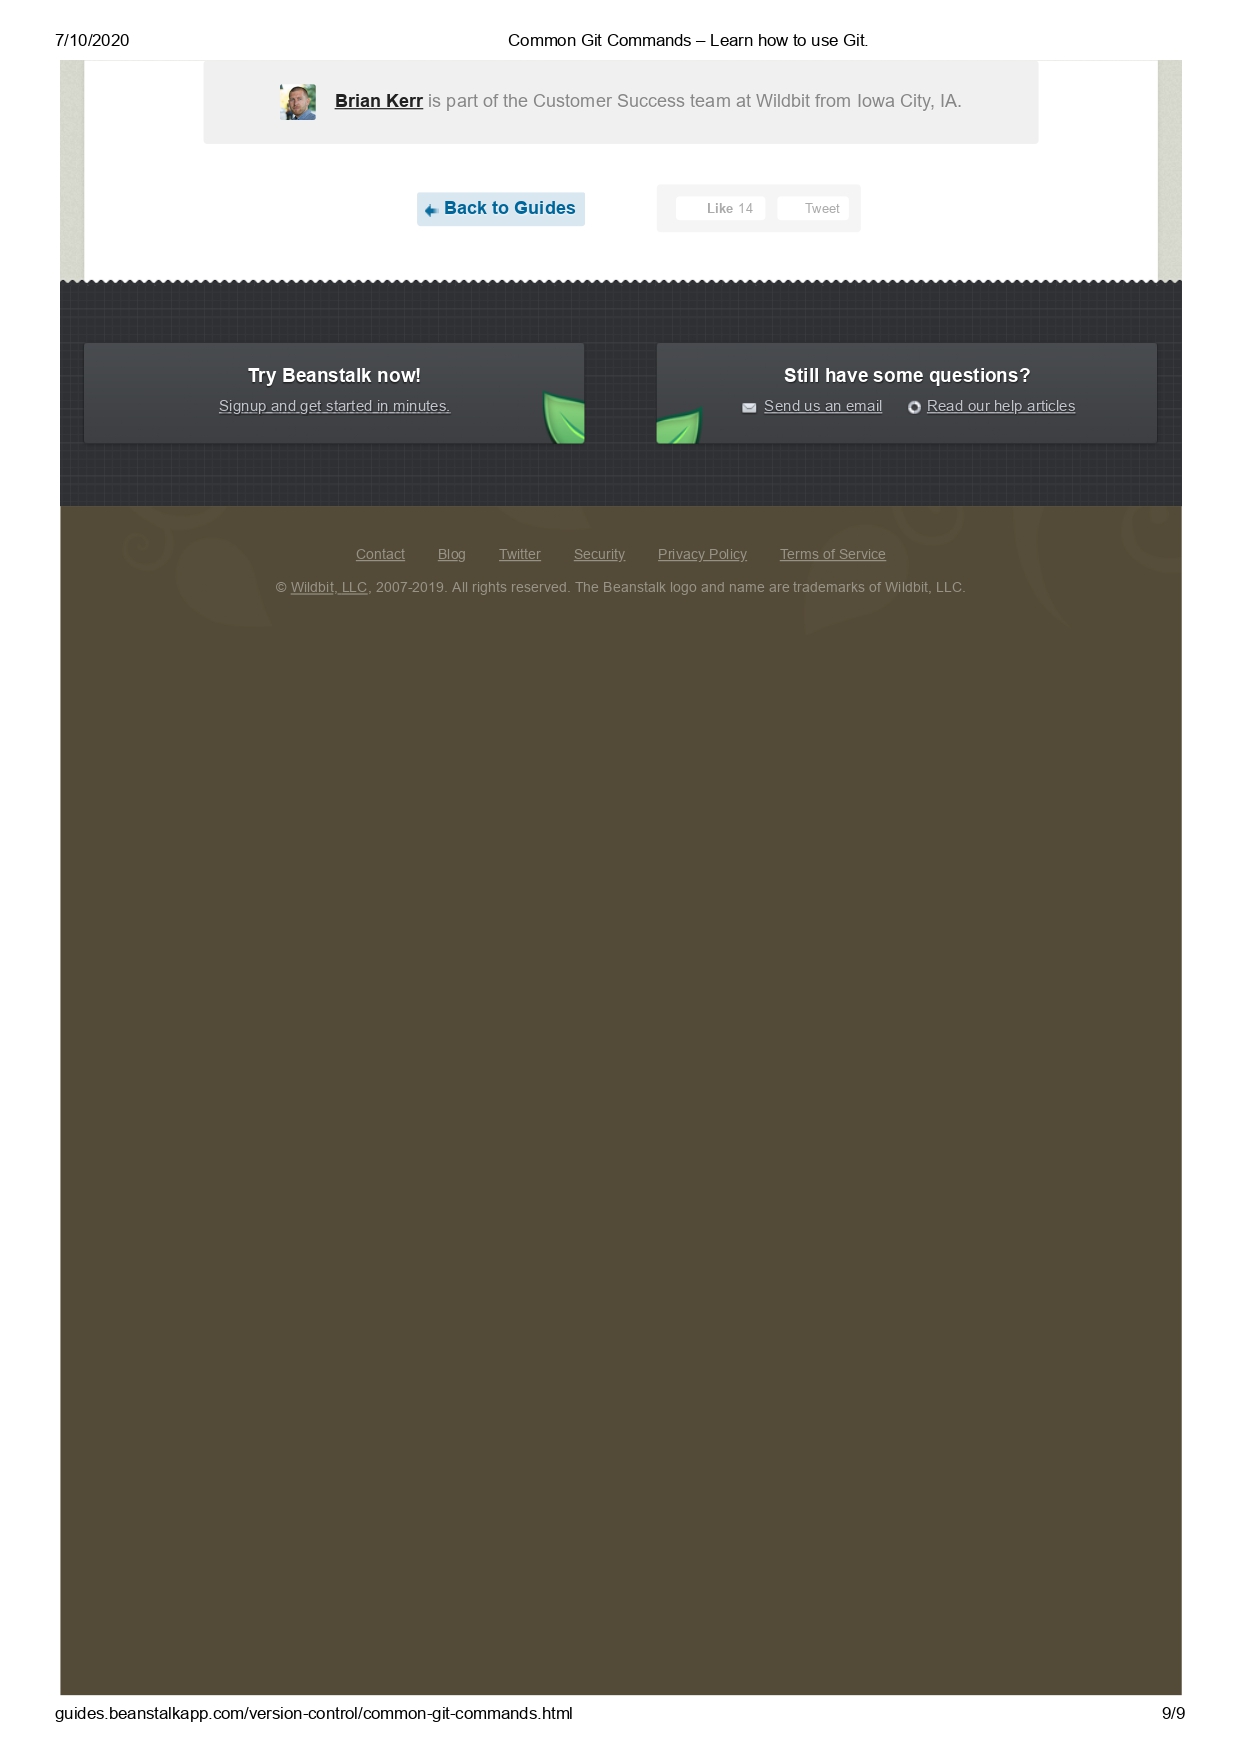 7/10/2020 Common Git Commands – Learn how to use Git.
Brian Kerr is part of the Customer Success team at Wildbit from Iowa City, IA.
Back to Guides Like 14 Tweet
Try Beanstalk now!
Signup and get started in minutes.
Still have some questions?
Send us an email Read our help articles
Contact Blog Twitter Security Privacy Policy Terms of Service
© Wildbit, LLC, 2007-2019. All rights reserved. The Beanstalk logo and name are trademarks of Wildbit, LLC.
guides.beanstalkapp.com/version-control/common-git-commands.html 9/9